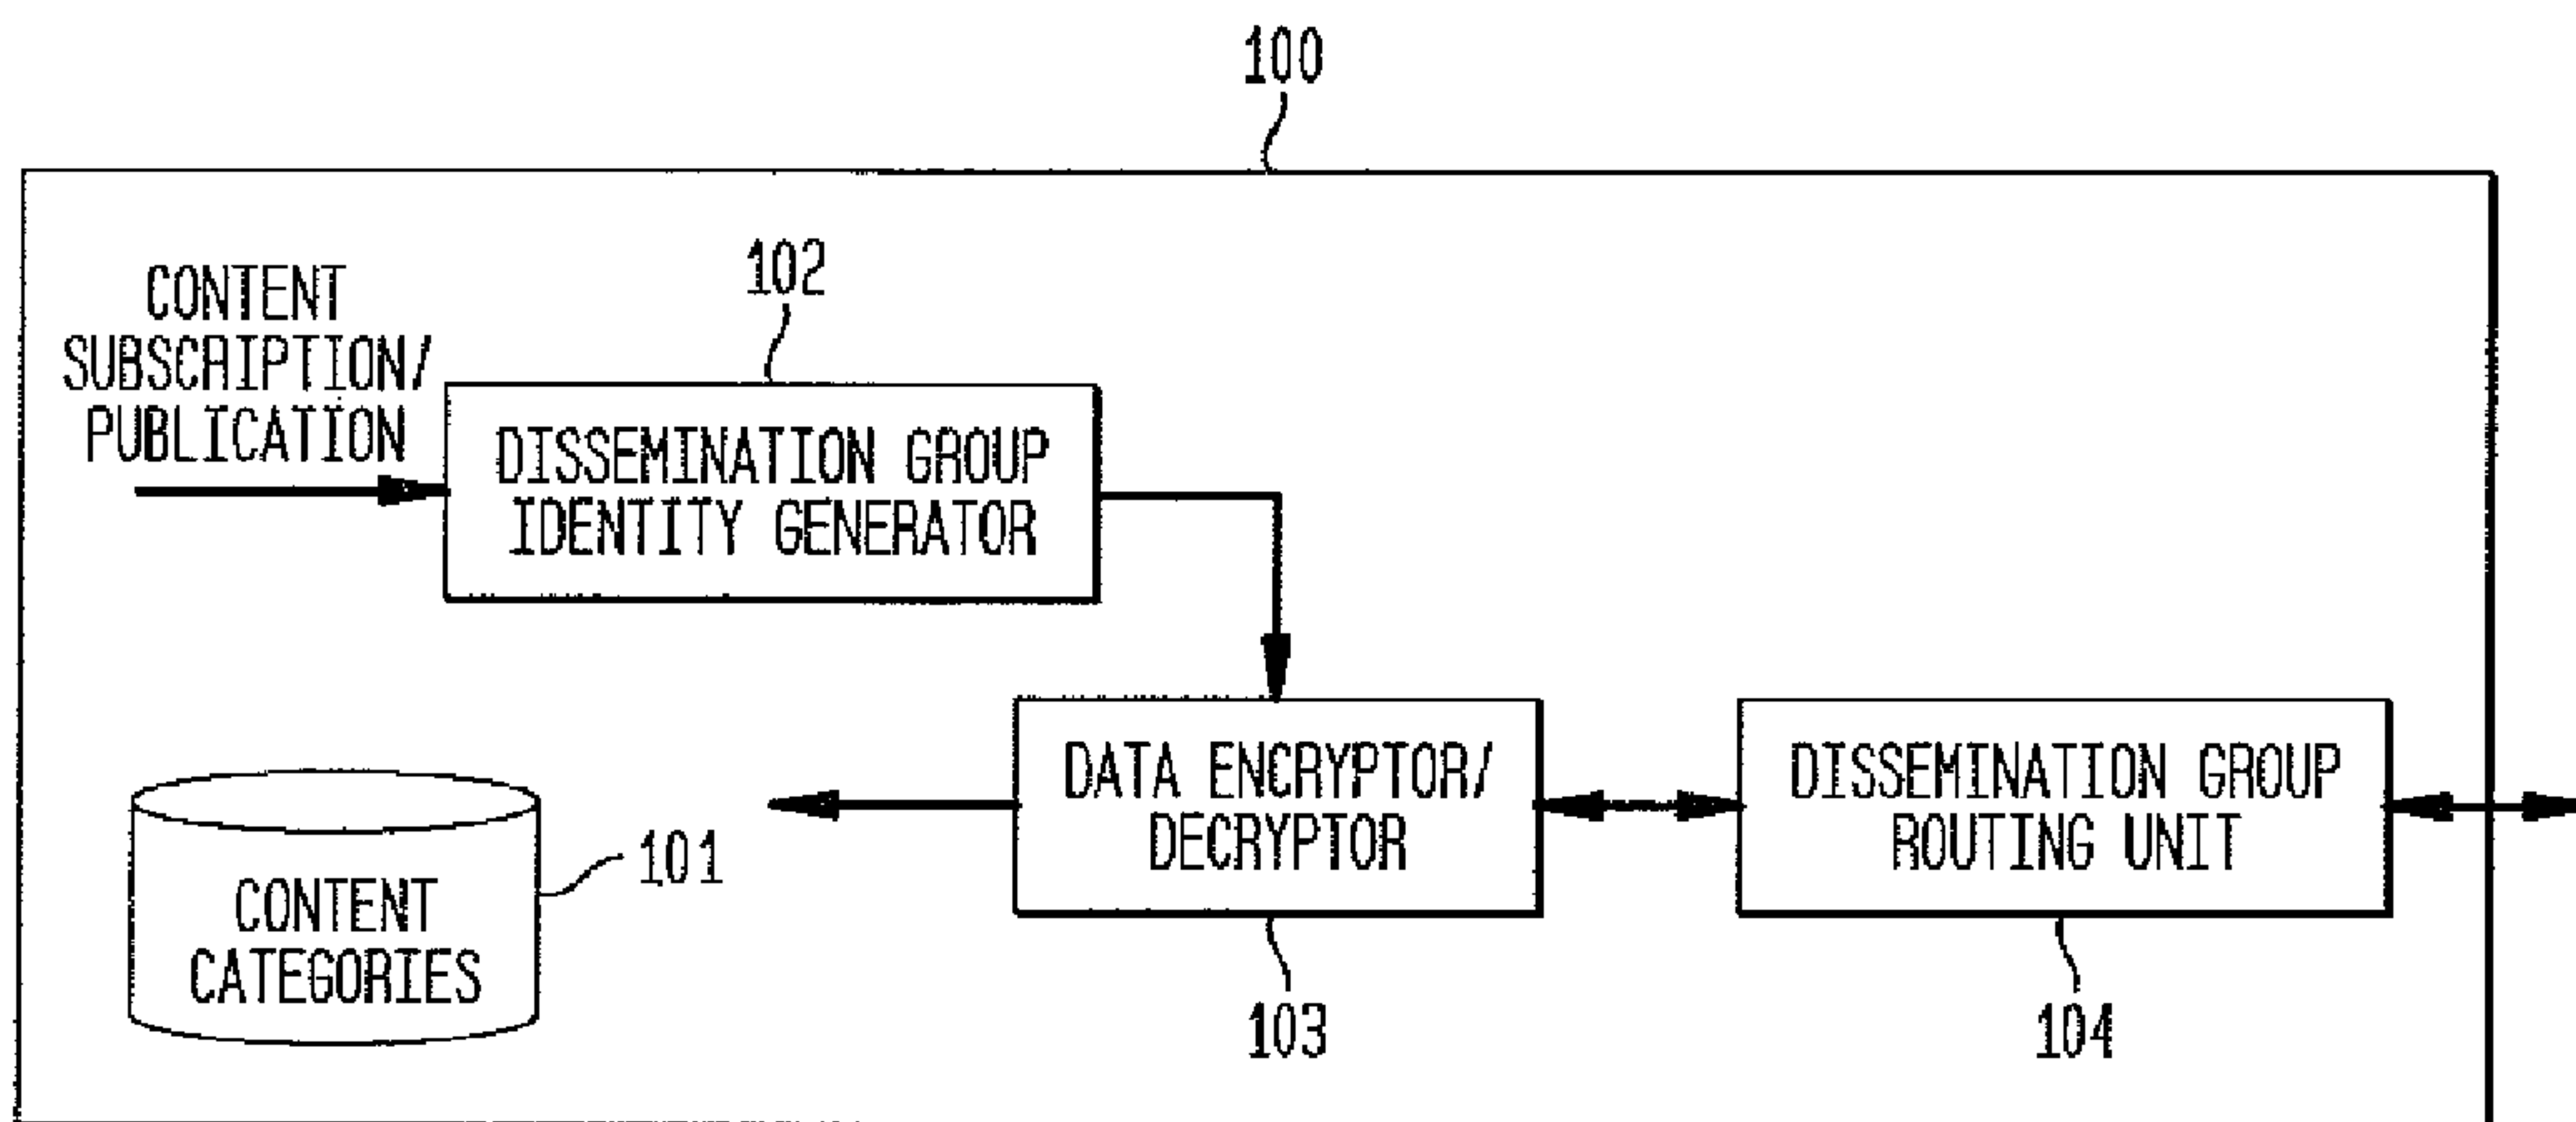 100
102
CONTENT
SUBSCRIPTION/
PUBLICATION
DISSEMINATION GROUP
IDENTITY GENERATOR
DATA ENCRYPTOR/
DECRYPTOR
DISSEMINATION GROUP
ROUTING UNIT
101
CONTENT
CATEGORIES
103
104